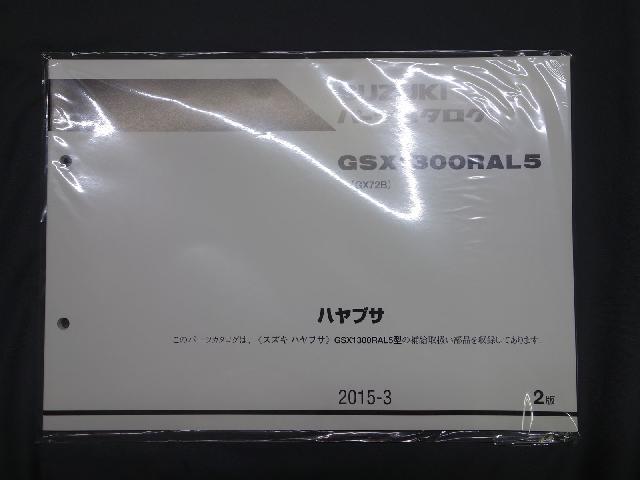 SUZUKI
パーツカタログ
GSX1300RAL5
(GX72B)
ハヤブサ
このパーツカタログは、《スズキ ハヤブサ》GSX1300RAL5型の補給取扱い部品を収録してあります。
2015-3
2版